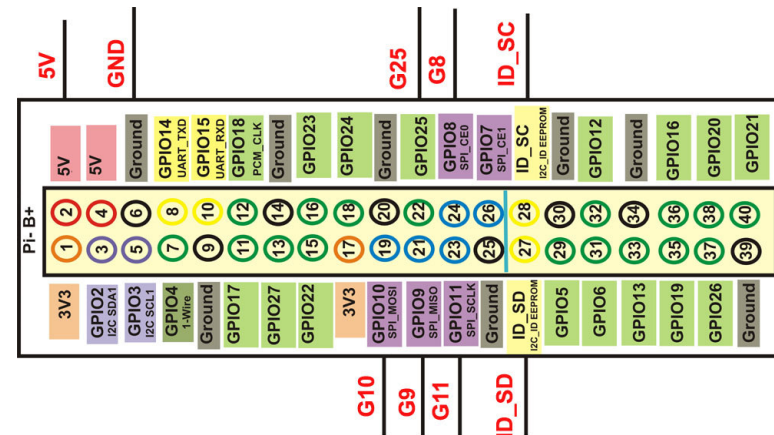 5V
GND
G25
G8
ID_SC
5V
5V
Ground
GPIO14
UART_TXD
GPIO15
UART_RXD
GPIO18
PCM_CLK
Ground
GPIO23
GPIO24
Ground
GPIO25
GPIO8
SPI_CE0
GPIO7
SPI_CE1
ID_SC
I2C_ID EEPROM
Ground
GPIO12
Ground
GPIO16
GPIO20
GPIO21
Pi- B+
2 4 6 8 10 12 14 16 18 20 22 24 26 28 30 32 34 36 38 40
1 3 5 7 9 11 13 15 17 19 21 23 25 27 29 31 33 35 37 39
3V3
GPIO2
I2C SDA1
GPIO3
I2C SCL1
GPIO4
1-Wire
Ground
GPIO17
GPIO27
GPIO22
3V3
GPIO10
SPI_MOSI
GPIO9
SPI_MISO
GPIO11
SPI_SCLK
Ground
ID_SD
I2C_ID EEPROM
GPIO5
GPIO6
GPIO13
GPIO19
GPIO26
Ground
G10
G9
G11
ID_SD